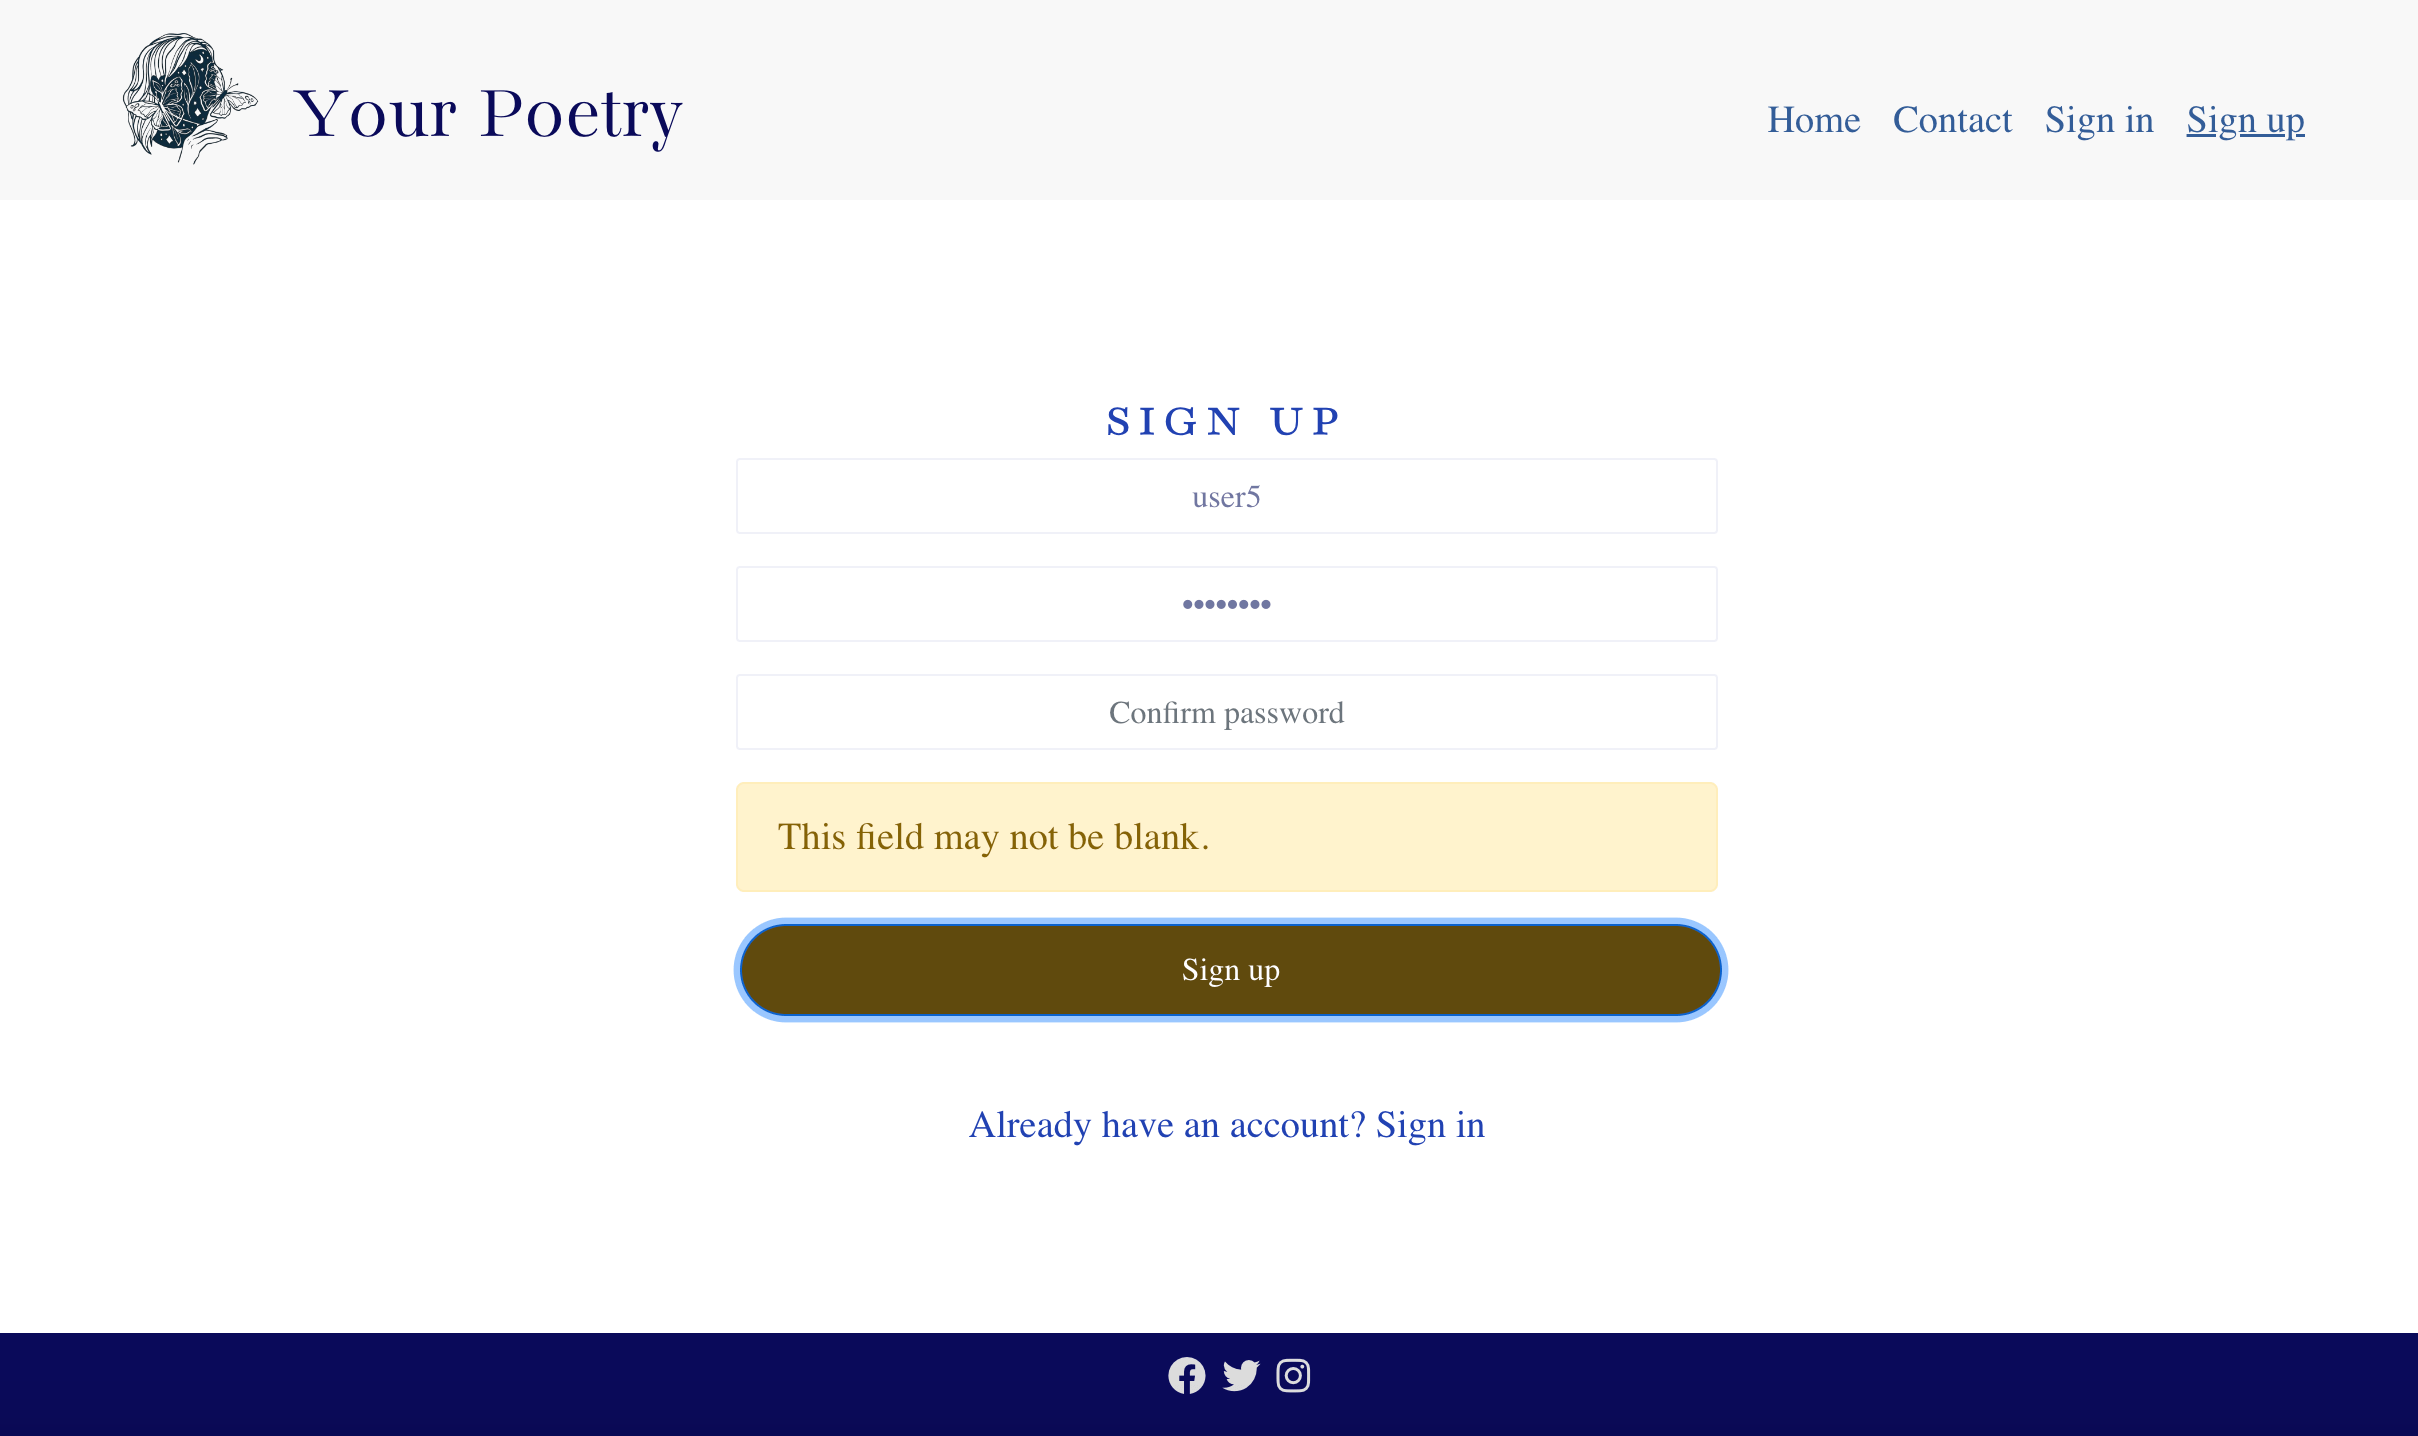 Your Poetry
Home Contact Sign in Sign up
SIGN UP
user5
••••••••
Confirm password
This field may not be blank.
Sign up
Already have an account? Sign in